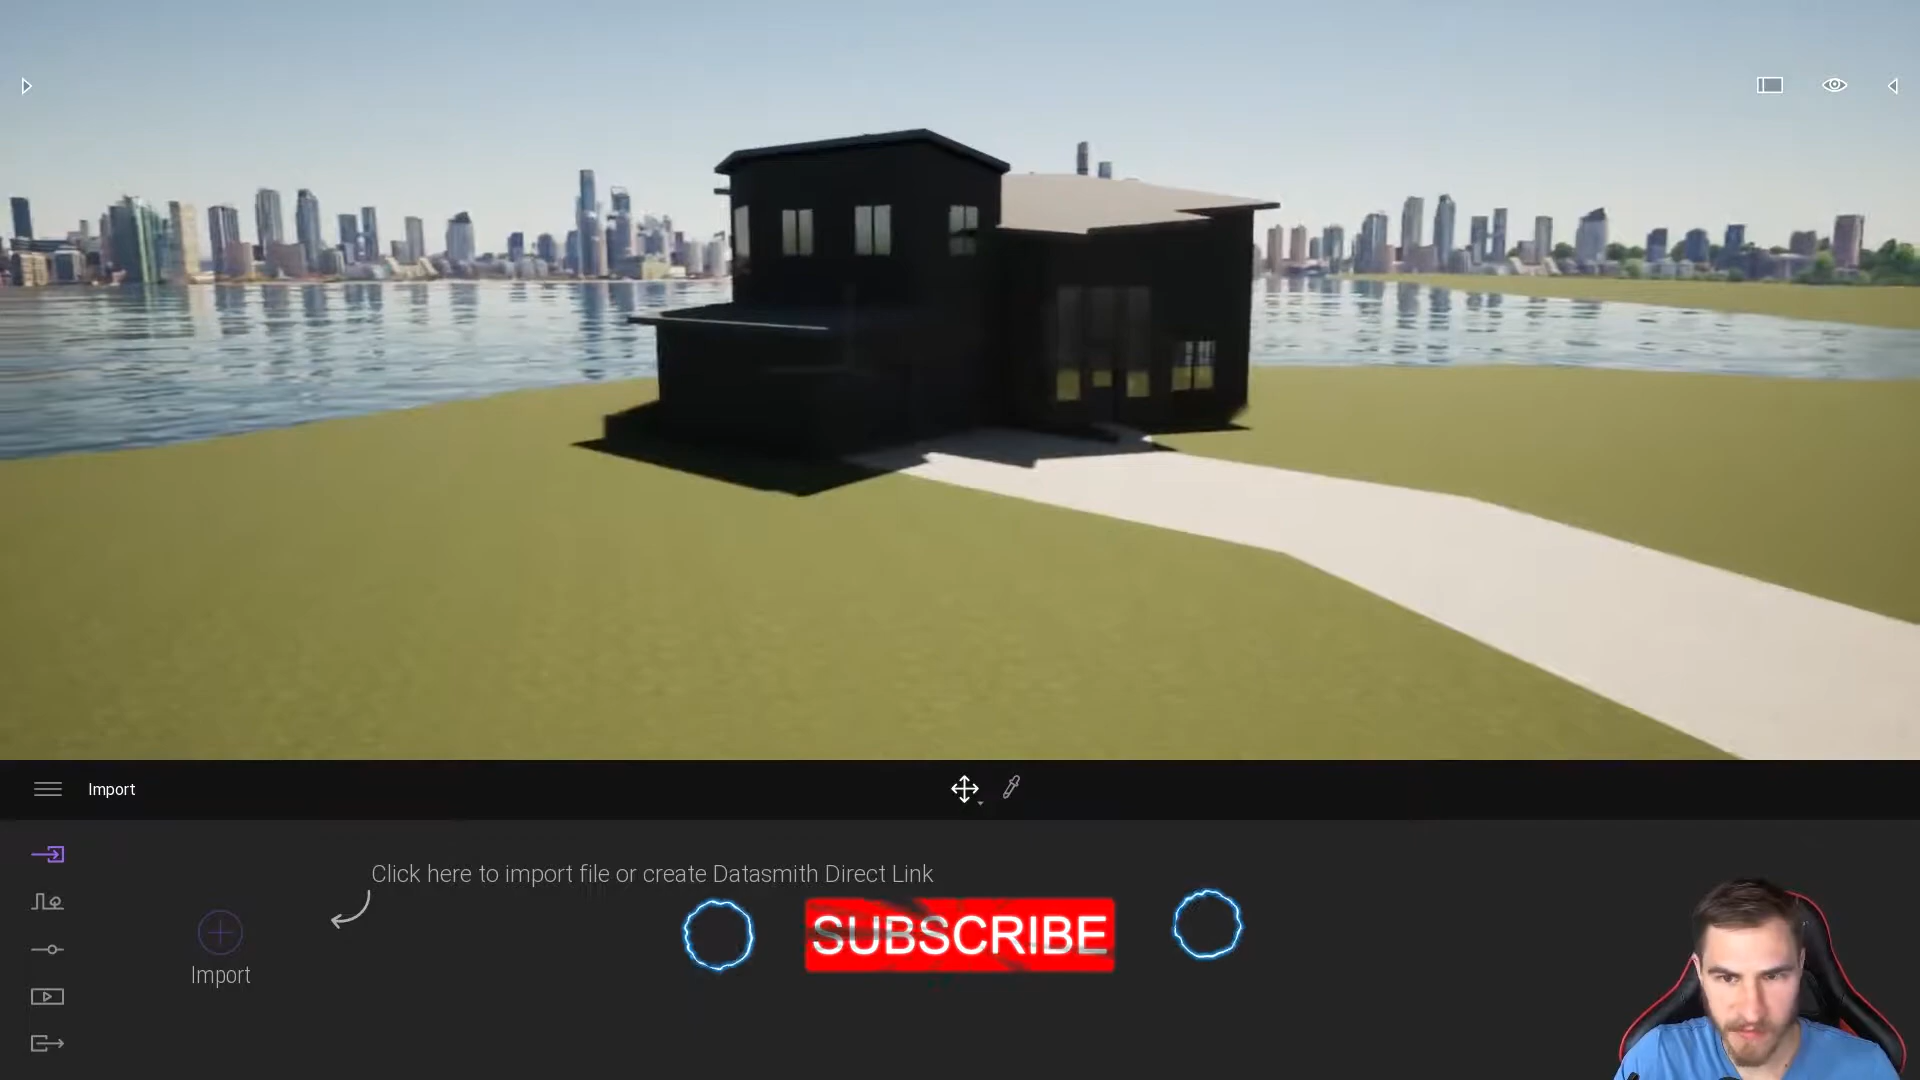 Import
Click here to import file or create Datasmith Direct Link
SUBSCRIBE
Import